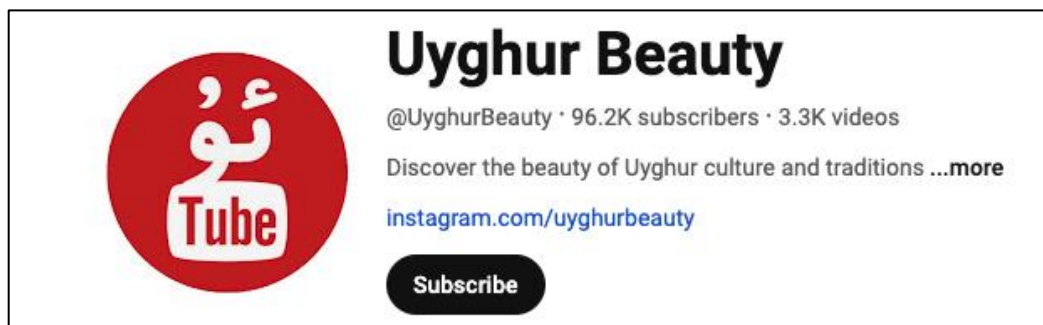 ئۇ
Tube
Uyghur Beauty
@UyghurBeauty · 96.2K subscribers · 3.3K videos
Discover the beauty of Uyghur culture and traditions ...more
instagram.com/uyghurbeauty
Subscribe